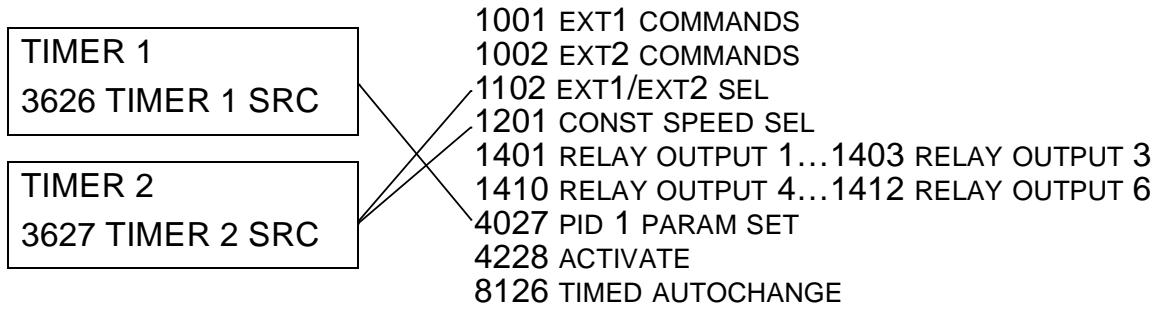 TIMER 1
3626 TIMER 1 SRC
TIMER 2
3627 TIMER 2 SRC
1001 EXT1 COMMANDS
1002 EXT2 COMMANDS
1102 EXT1/EXT2 SEL
1201 CONST SPEED SEL
1401 RELAY OUTPUT 1...1403 RELAY OUTPUT 3
1410 RELAY OUTPUT 4...1412 RELAY OUTPUT 6
4027 PID 1 PARAM SET
4228 ACTIVATE
8126 TIMED AUTOCHANGE